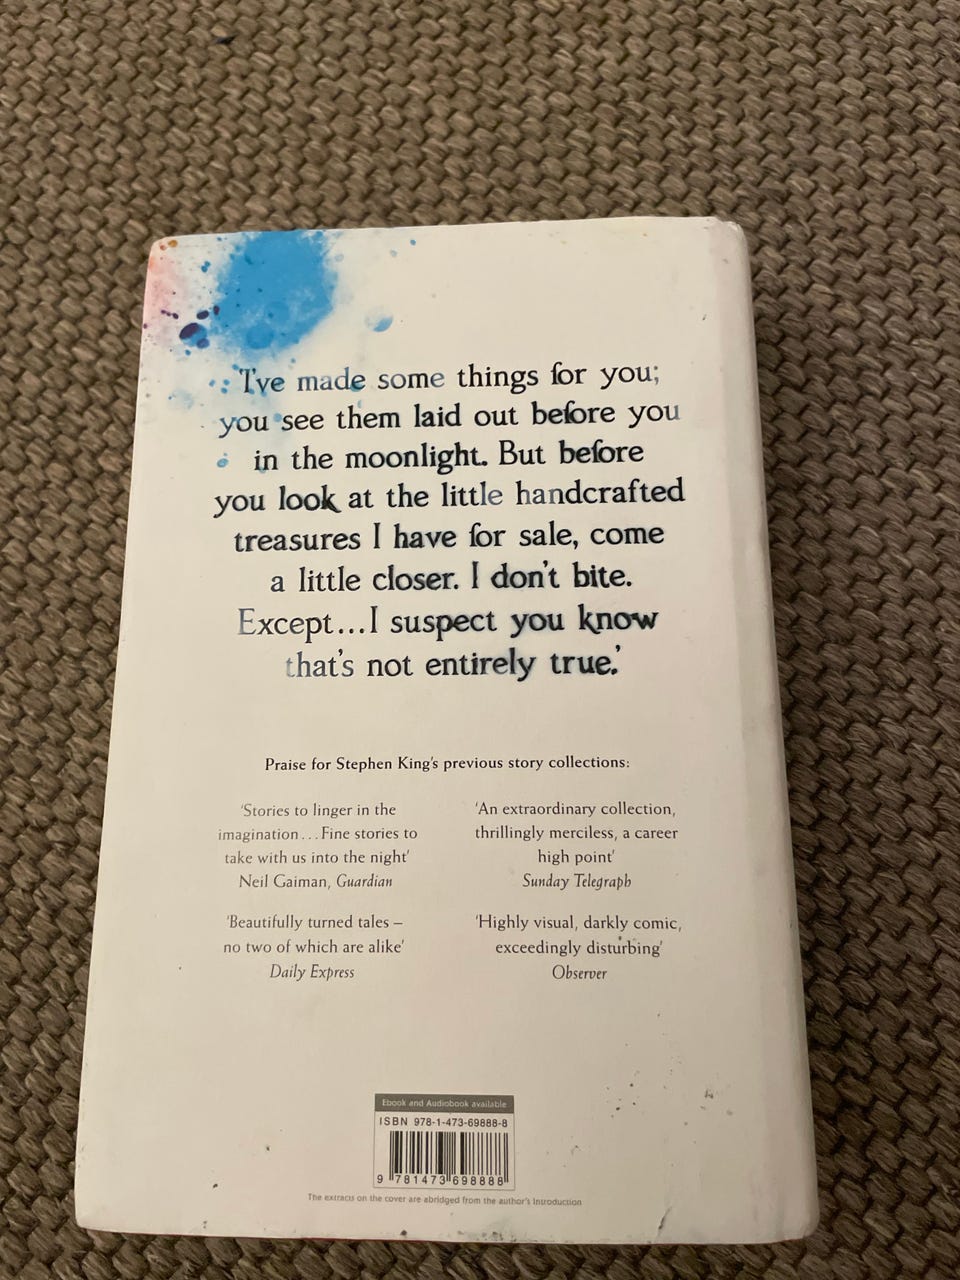 'I've made some things for you;
you see them laid out before you
in the moonlight. But before
you look at the little handcrafted
treasures I have for sale, come
a little closer. I don't bite.
Except...I suspect you know
that's not entirely true.'
Praise for Stephen King's previous story collections:
'Stories to linger in the
imagination...Fine stories to
take with us into the night'
Neil Gaiman, Guardian
'An extraordinary collection,
thrillingly merciless, a career
high point'
Sunday Telegraph
'Beautifully turned tales –
no two of which are alike'
Daily Express
'Highly visual, darkly comic,
exceedingly disturbing'
Observer
Ebook and Audiobook available
ISBN 978-1-473-69888-8
9 781473 698888
The extracts on the cover are abridged from the author's Introduction